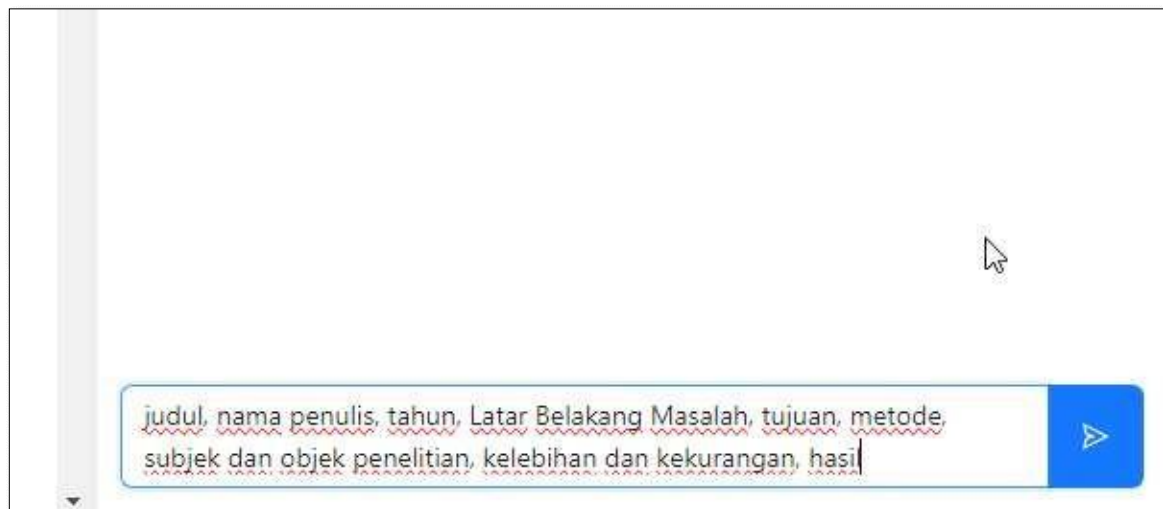 judul, nama penulis, tahun, Latar Belakang Masalah, tujuan, metode,
subjek dan objek penelitian, kelebihan dan kekurangan, hasil